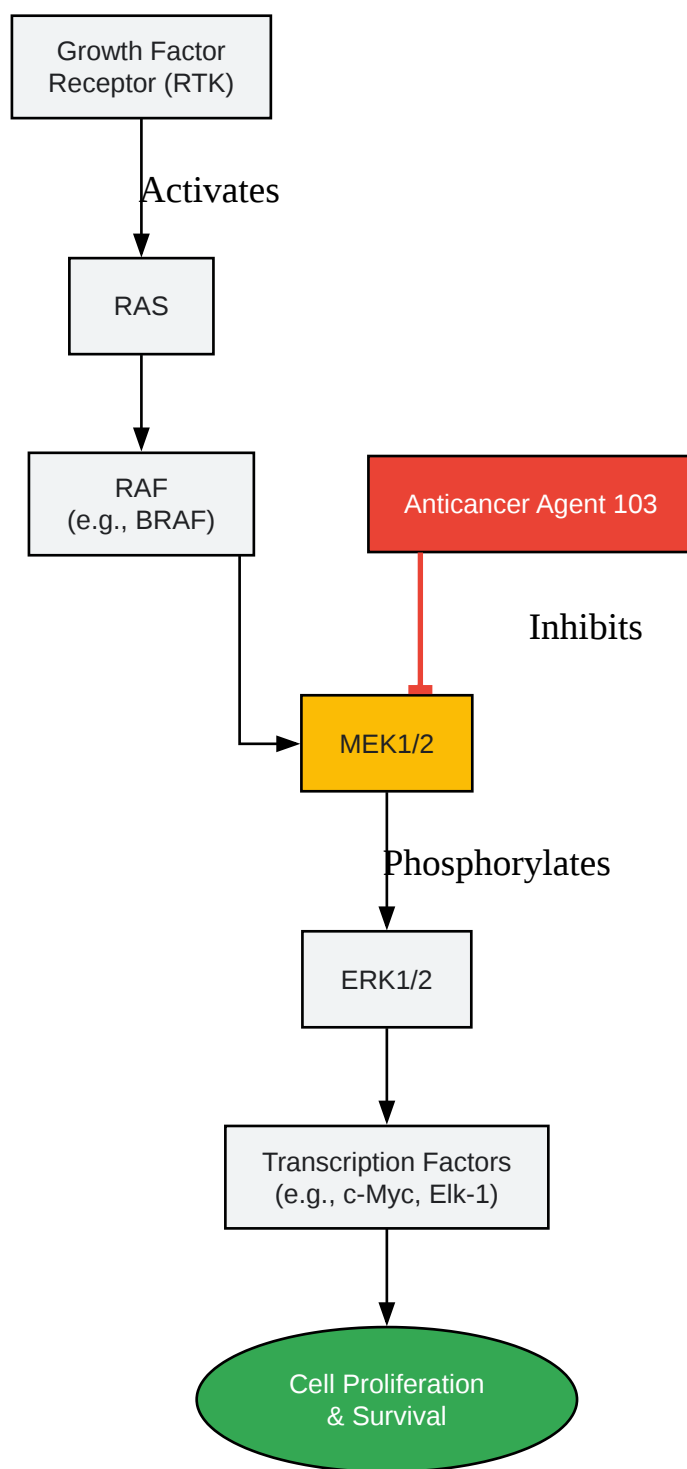 Growth Factor
Receptor (RTK)
Activates
RAS
RAF
(e.g., BRAF)
Anticancer Agent 103
Inhibits
MEK1/2
Phosphorylates
ERK1/2
Transcription Factors
(e.g., c-Myc, Elk-1)
Cell Proliferation
& Survival